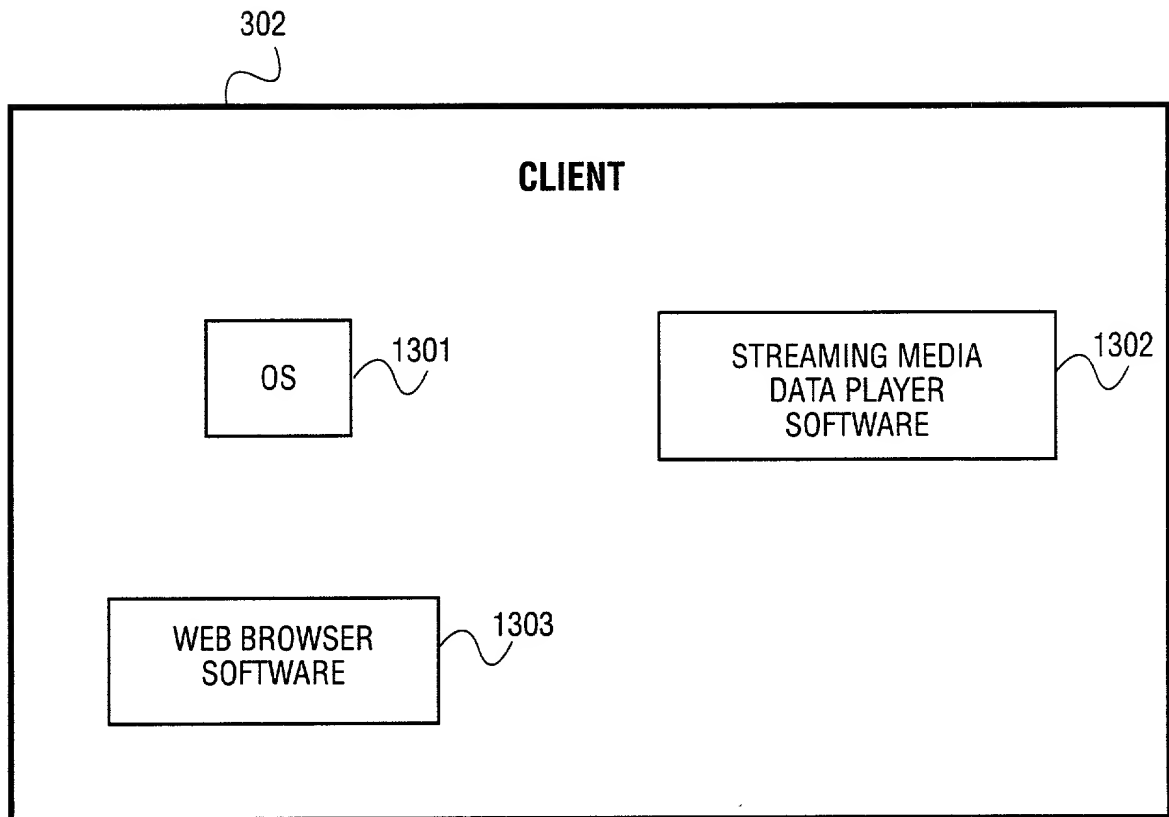 302
CLIENT
OS
1301
STREAMING MEDIA
DATA PLAYER
SOFTWARE
1302
WEB BROWSER
SOFTWARE
1303